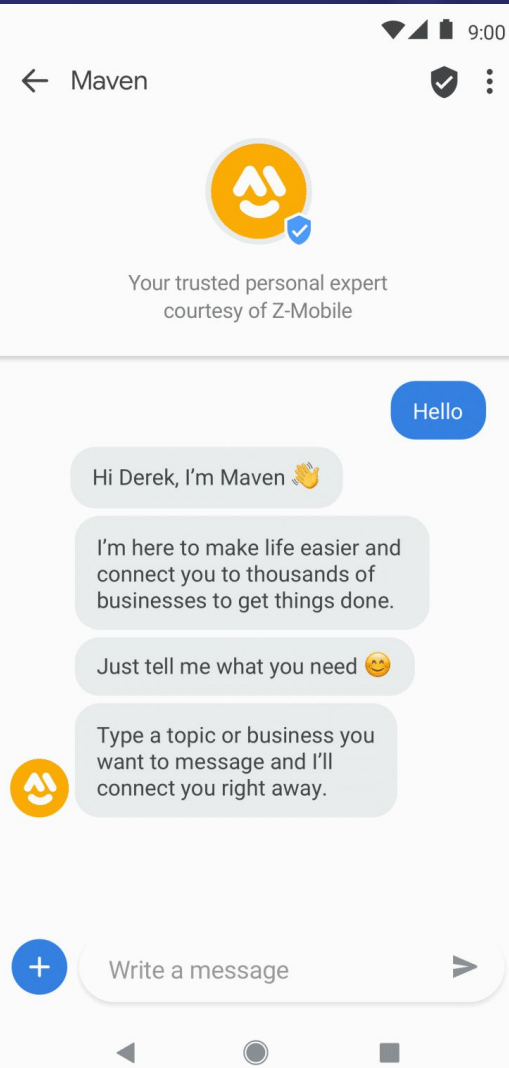 9:00
Maven
Your trusted personal expert
courtesy of Z-Mobile
Hello
Hi Derek, I’m Maven 👋
I’m here to make life easier and
connect you to thousands of
businesses to get things done.
Just tell me what you need 😊
Type a topic or business you
want to message and I’ll
connect you right away.
Write a message